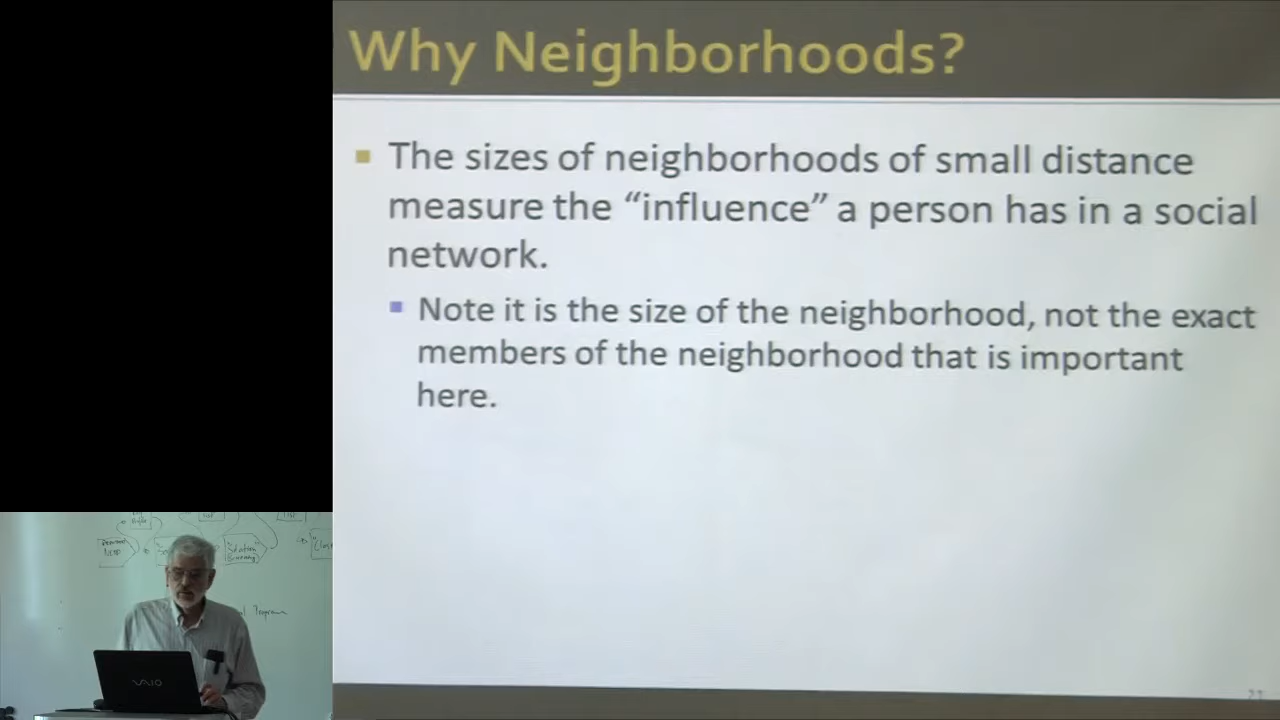 Why Neighborhoods?
The sizes of neighborhoods of small distance
measure the “influence” a person has in a social
network.
Note it is the size of the neighborhood, not the exact
members of the neighborhood that is important
here.
VAIO